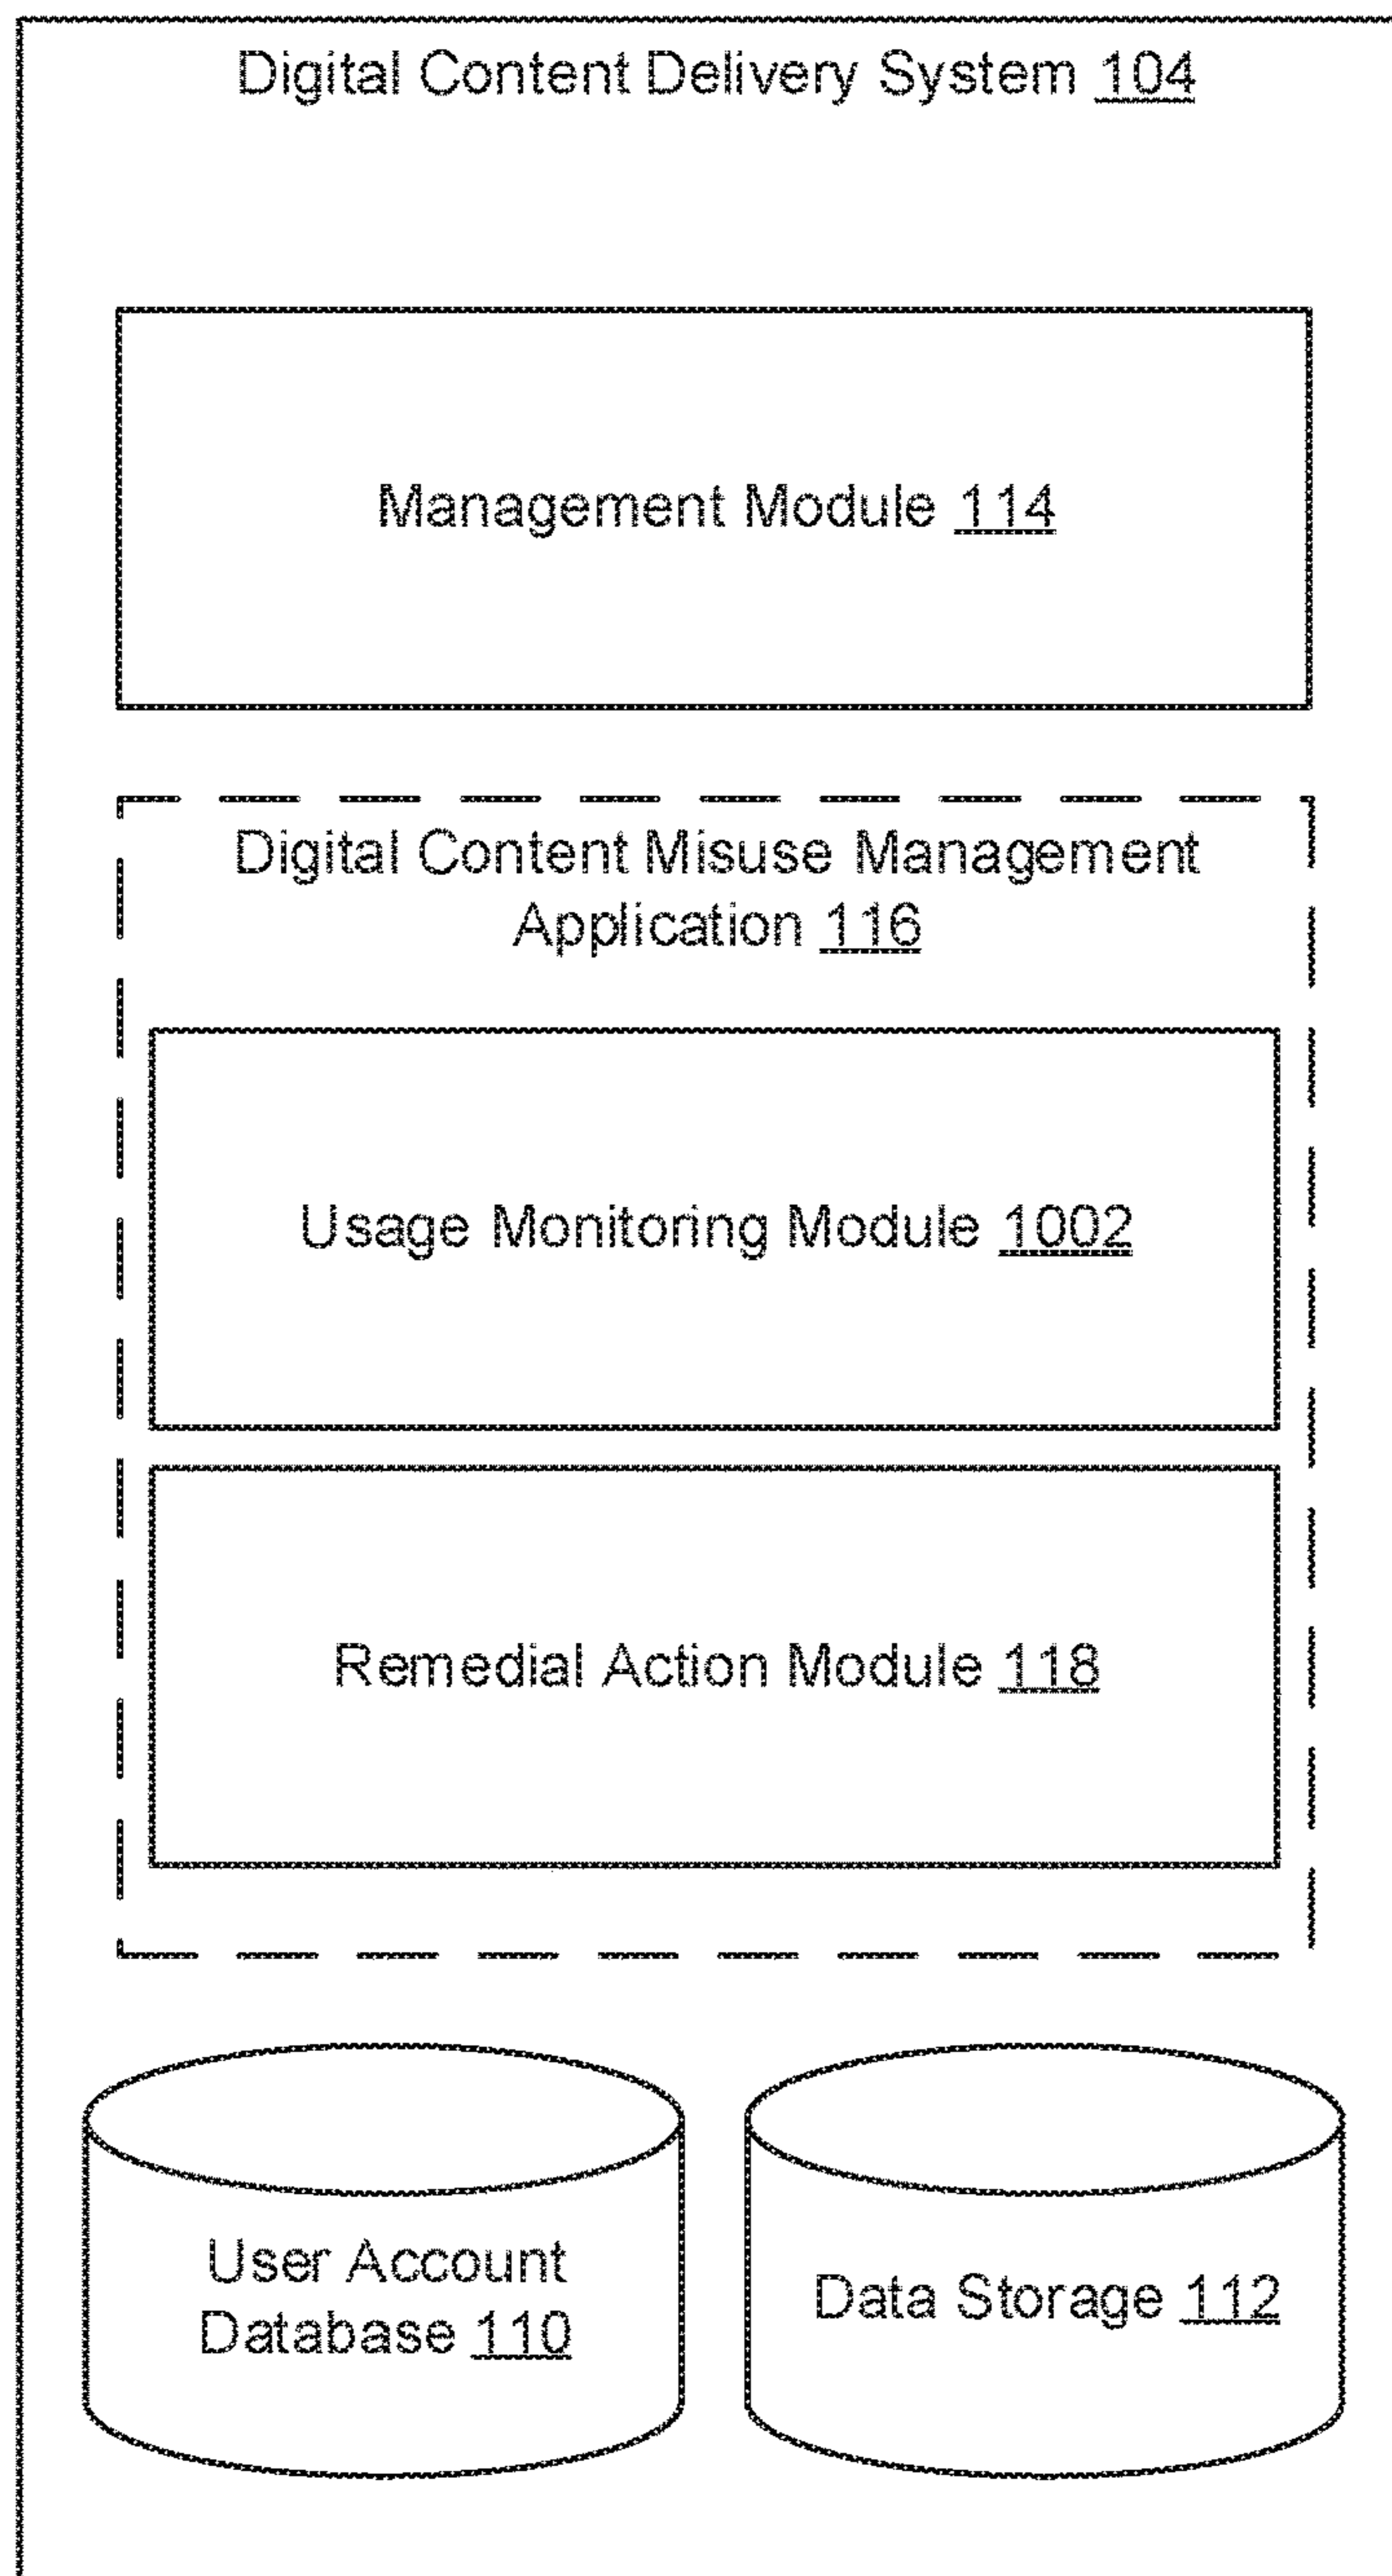 Digital Content Delivery System 104
Management Module 114
Digital Content Misuse Management
Application 116
Usage Monitoring Module 1002
Remedial Action Module 118
User Account
Database 110
Data Storage 112